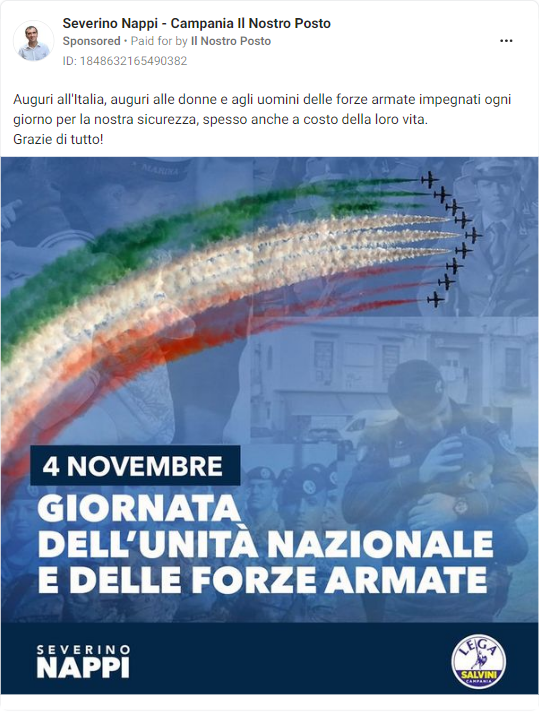 Severino Nappi - Campania Il Nostro Posto
Sponsored • Paid for by Il Nostro Posto
ID: 1848632165490382
Auguri all'Italia, auguri alle donne e agli uomini delle forze armate impegnati ogni
giorno per la nostra sicurezza, spesso anche a costo della loro vita.
Grazie di tutto!
4 NOVEMBRE
GIORNATA
DELL'UNITÀ NAZIONALE
E DELLE FORZE ARMATE
SEVERINO
NAPPI
LEGA
SALVINI
CAMPANIA